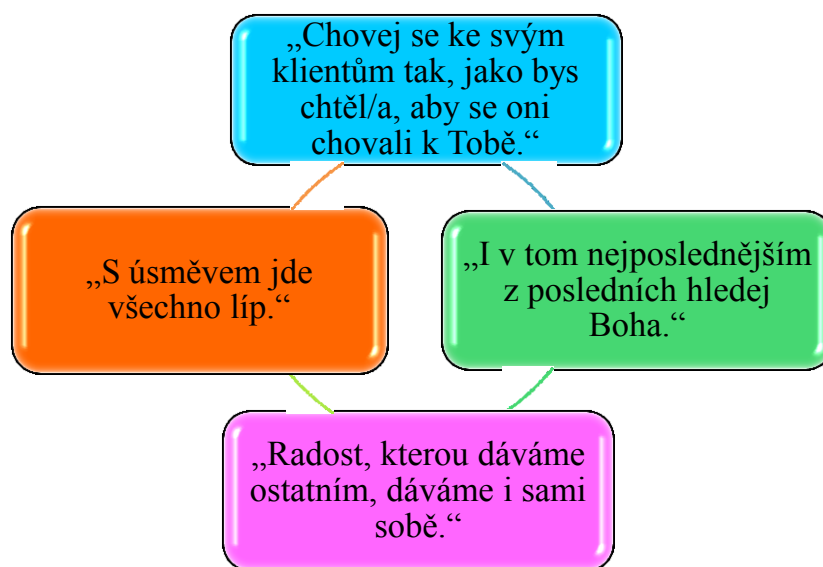 „Chovej se ke svým
klientům tak, jako bys
chtěl/a, aby se oni
chovali k Tobě.“
„S úsměvem jde
všechno líp.“
„I v tom nejposlednějším
z posledních hledej
Boha.“
„Radost, kterou dáváme
ostatním, dáváme i sami
sobě.“